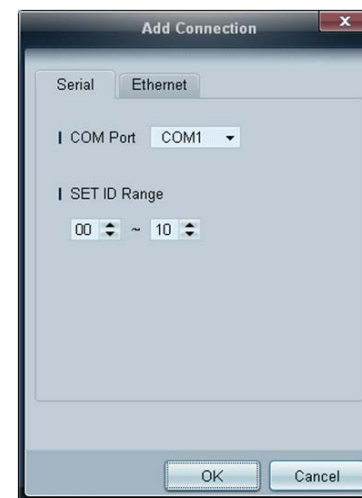 Add Connection
x
Serial Ethernet
COM Port COM1
SET ID Range
00 ~ 10
OK Cancel